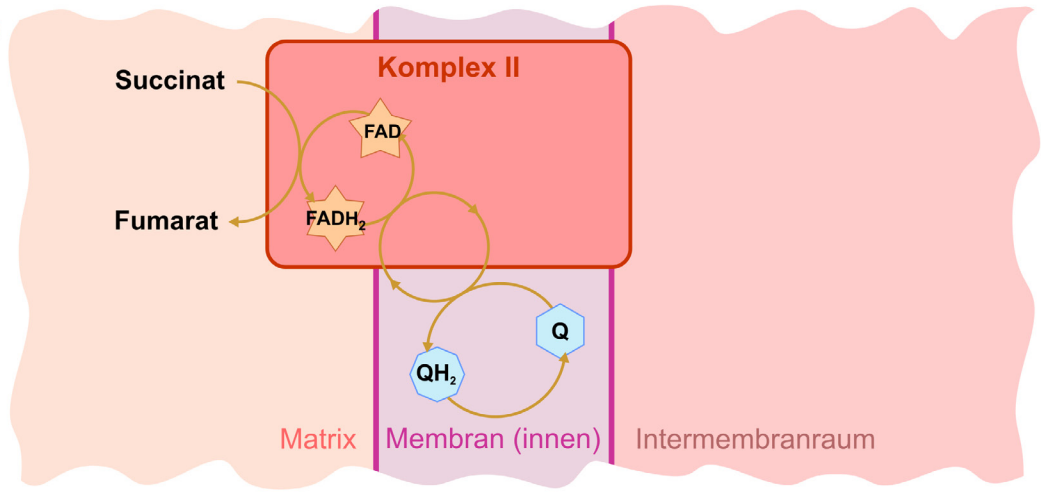 Komplex II
Succinat
FAD
FADH₂
Fumarat
Q
QH₂
Matrix
Membran (innen)
Intermembranraum